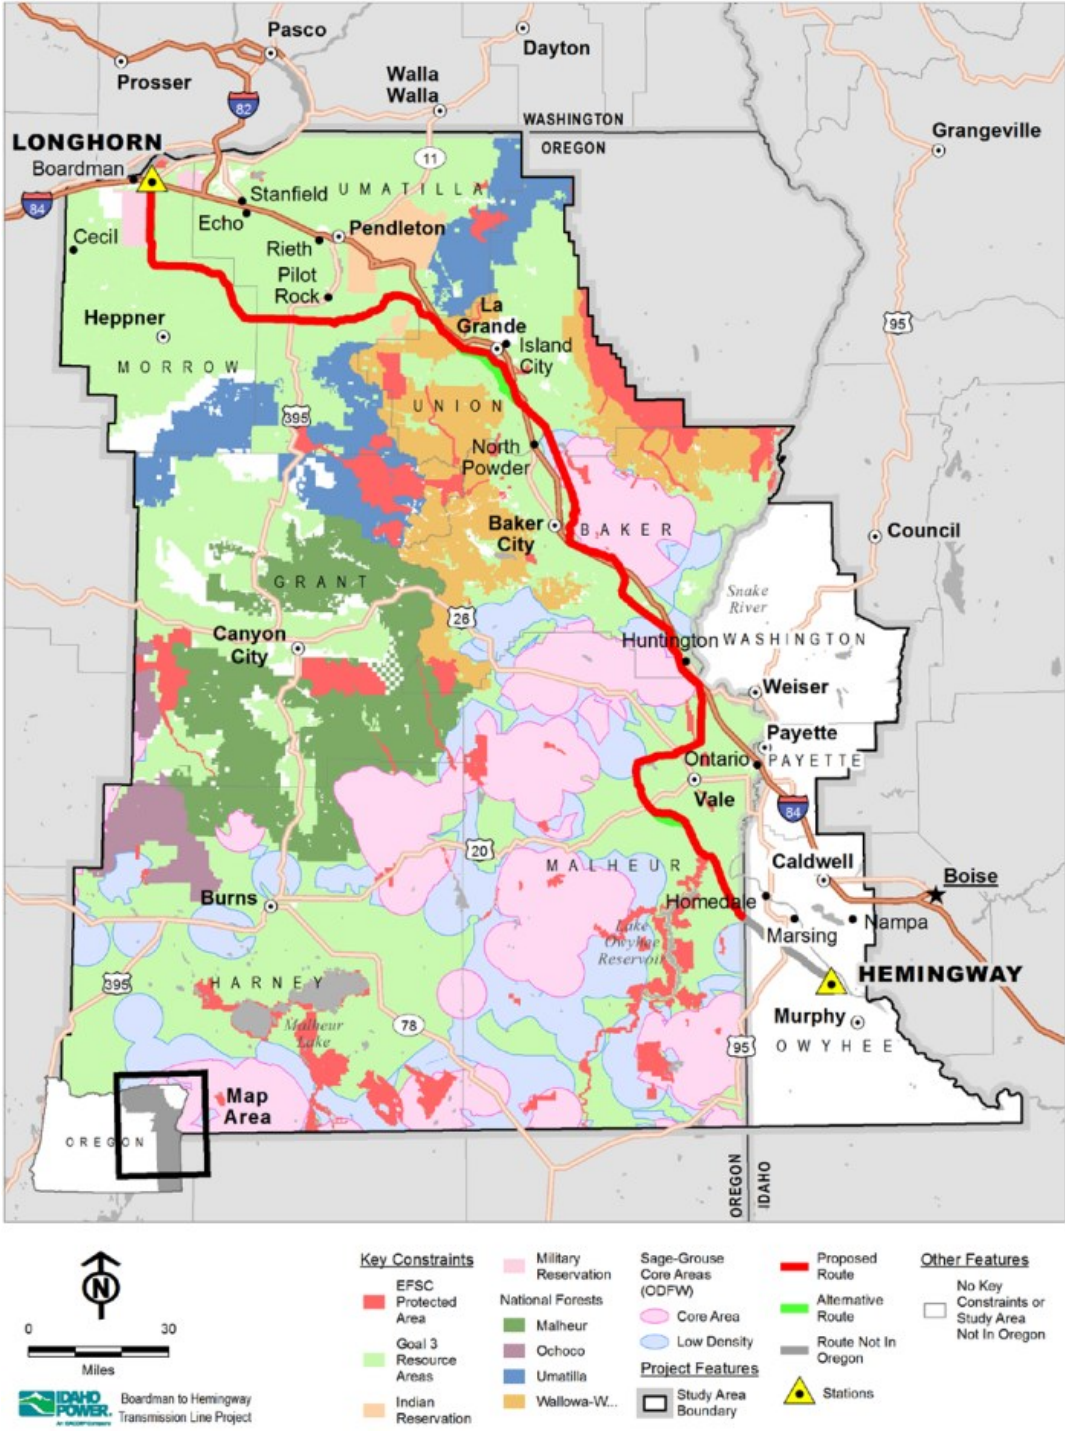 Pasco
Dayton
Prosser
Walla
Walla
82
WASHINGTON
OREGON
Grangeville
LONGHORN
11
Boardman
84
Stanfield
UMATILLA
Echo
Pendleton
Cecil
Rieth
Pilot
Rock
Heppner
La
Grande
Island
City
95
MORROW
395
UNION
North
Powder
Baker
City
BAKER
Council
GRANT
Snake
River
26
Canyon
City
Huntington
WASHINGTON
Weiser
Payette
Ontario
PAYETTE
Vale
84
20
MALHEUR
Caldwell
Boise
Burns
Homedale
Nampa
Marsing
Lake
Owyhee
Reservoir
395
HARNEY
HEMINGWAY
Malheur
Lake
78
Murphy
95
OWYHEE
Map
Area
OREGON
OREGON
IDAHO
N
0 30
Miles
IDAHO
POWER.
Boardman to Hemingway
Transmission Line Project
Key Constraints
EFSC
Protected
Area
Goal 3
Resource
Areas
Indian
Reservation
Military
Reservation
National Forests
Malheur
Ochoco
Umatilla
Wallowa-W...
Sage-Grouse
Core Areas
(ODFW)
Core Area
Low Density
Project Features
Study Area
Boundary
Proposed
Route
Alternative
Route
Route Not In
Oregon
Stations
Other Features
No Key
Constraints or
Study Area
Not In Oregon